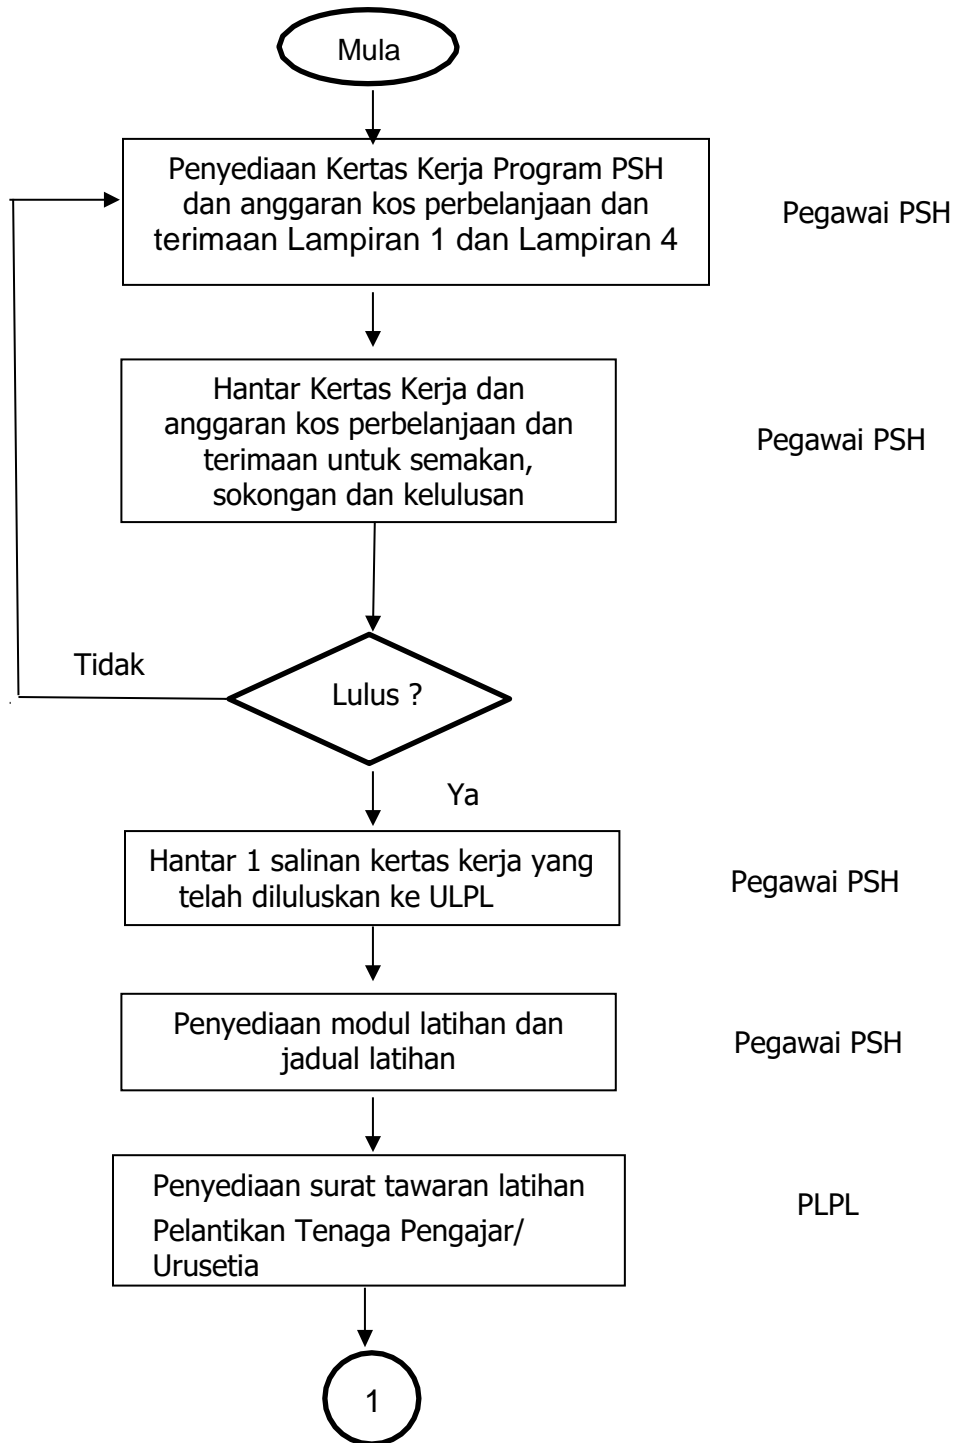 Mula
Penyediaan Kertas Kerja Program PSH
dan anggaran kos perbelanjaan dan
terimaan Lampiran 1 dan Lampiran 4
Pegawai PSH
Hantar Kertas Kerja dan
anggaran kos perbelanjaan dan
terimaan untuk semakan,
sokongan dan kelulusan
Pegawai PSH
Tidak
Lulus ?
Ya
Hantar 1 salinan kertas kerja yang
telah diluluskan ke ULPL
Pegawai PSH
Penyediaan modul latihan dan
jadual latihan
Pegawai PSH
Penyediaan surat tawaran latihan
Pelantikan Tenaga Pengajar/
Urusetia
PLPL
1